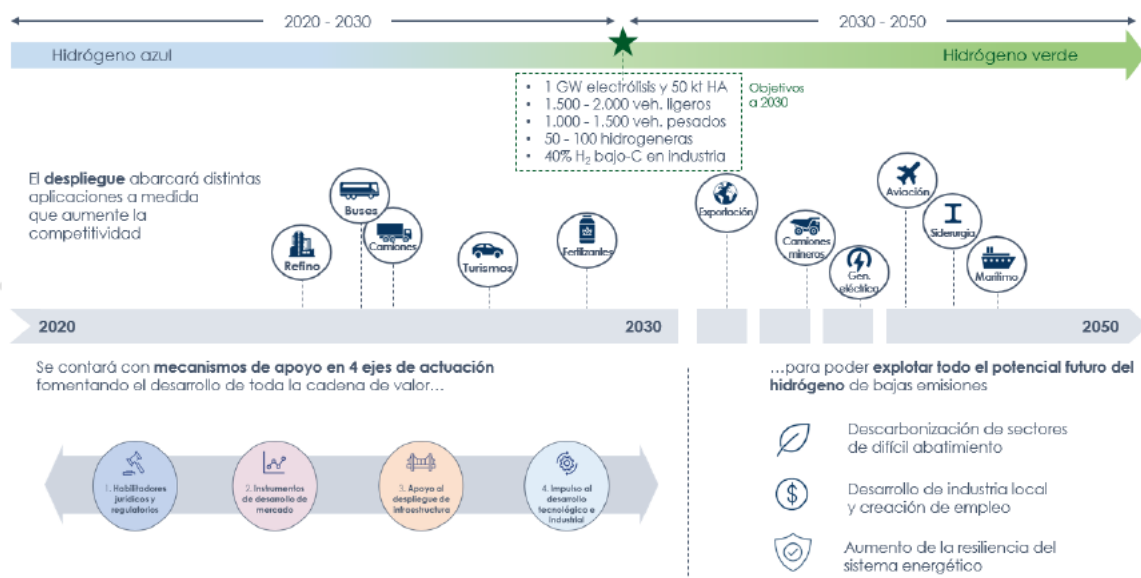 2020 - 2030
2030 - 2050
Hidrógeno azul
Hidrógeno verde
• 1 GW electrólisis y 50 kt HA
• 1.500 - 2.000 veh. ligeros
• 1.000 - 1.500 veh. pesados
• 50 - 100 hidrogeneras
• 40% H₂ bajo-C en industria
Objetivos
a 2030
El despliegue abarcará distintas
aplicaciones a medida
que aumente la
competitividad
Refino
Buses
Camiones
Turismos
Fertilizantes
Exportación
Camiones
mineros
Gen.
eléctrica
Aviación
Siderurgia
Marítimo
2020
2030
2050
Se contará con mecanismos de apoyo en 4 ejes de actuación
fomentando el desarrollo de toda la cadena de valor...
1. Habilitadores
jurídicos y
regulatorios
2. Instrumentos
de desarrollo de
mercado
3. Apoyo al
despliegue de
infraestructura
4. Impulso al
desarrollo
tecnológico e
industrial
...para poder explotar todo el potencial futuro del
hidrógeno de bajas emisiones
Descarbonización de sectores
de difícil abatimiento
Desarrollo de industria local
y creación de empleo
Aumento de la resiliencia del
sistema energético